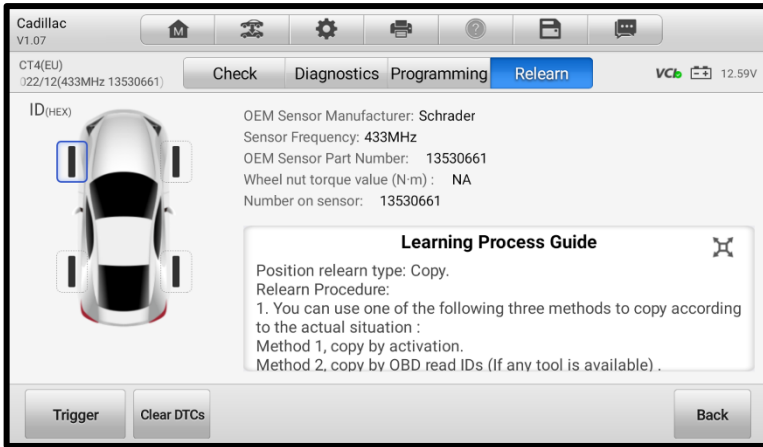 Cadillac
V1.07
M
CT4(EU)
022/12(433MHz 13530661)
Check
Diagnostics
Programming
Relearn
VCI
12.59V
ID(HEX)
OEM Sensor Manufacturer: Schrader
Sensor Frequency: 433MHz
OEM Sensor Part Number: 13530661
Wheel nut torque value (N·m) : NA
Number on sensor: 13530661
Learning Process Guide
Position relearn type: Copy.
Relearn Procedure:
1. You can use one of the following three methods to copy according
to the actual situation :
Method 1, copy by activation.
Method 2, copy by OBD read IDs (If any tool is available) .
Trigger
Clear DTCs
Back